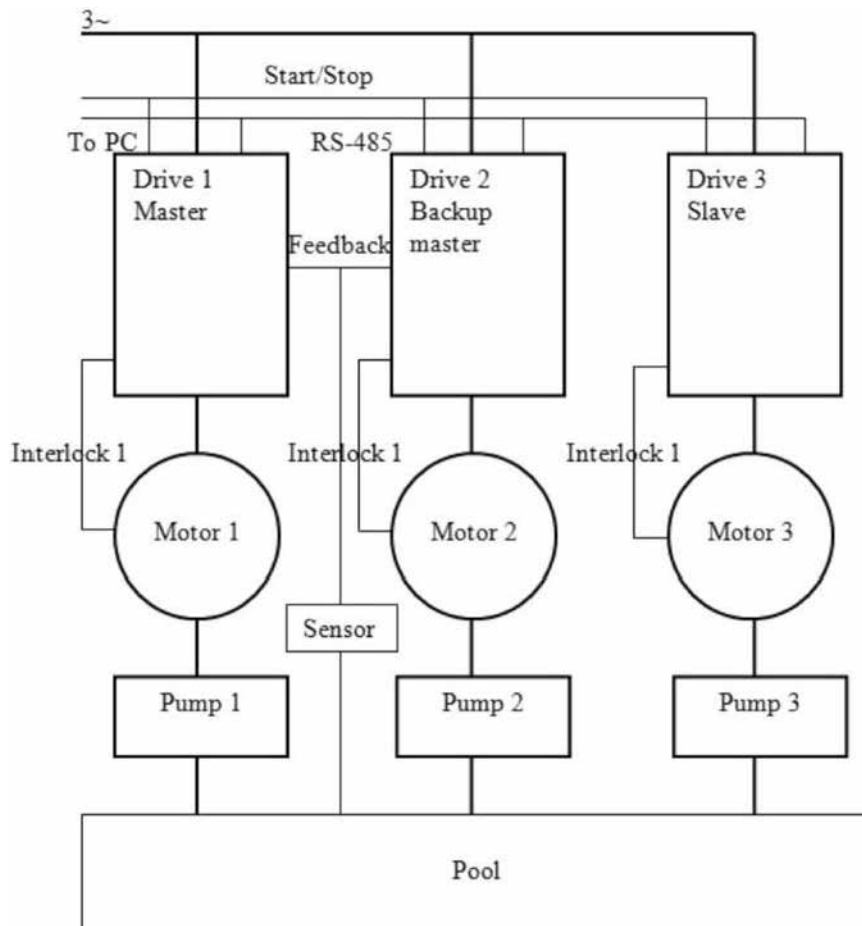 3~
Start/Stop
To PC
RS-485
Drive 1
Master
Drive 2
Backup
master
Drive 3
Slave
Feedback
Interlock 1
Interlock 1
Interlock 1
Motor 1
Motor 2
Motor 3
Sensor
Pump 1
Pump 2
Pump 3
Pool